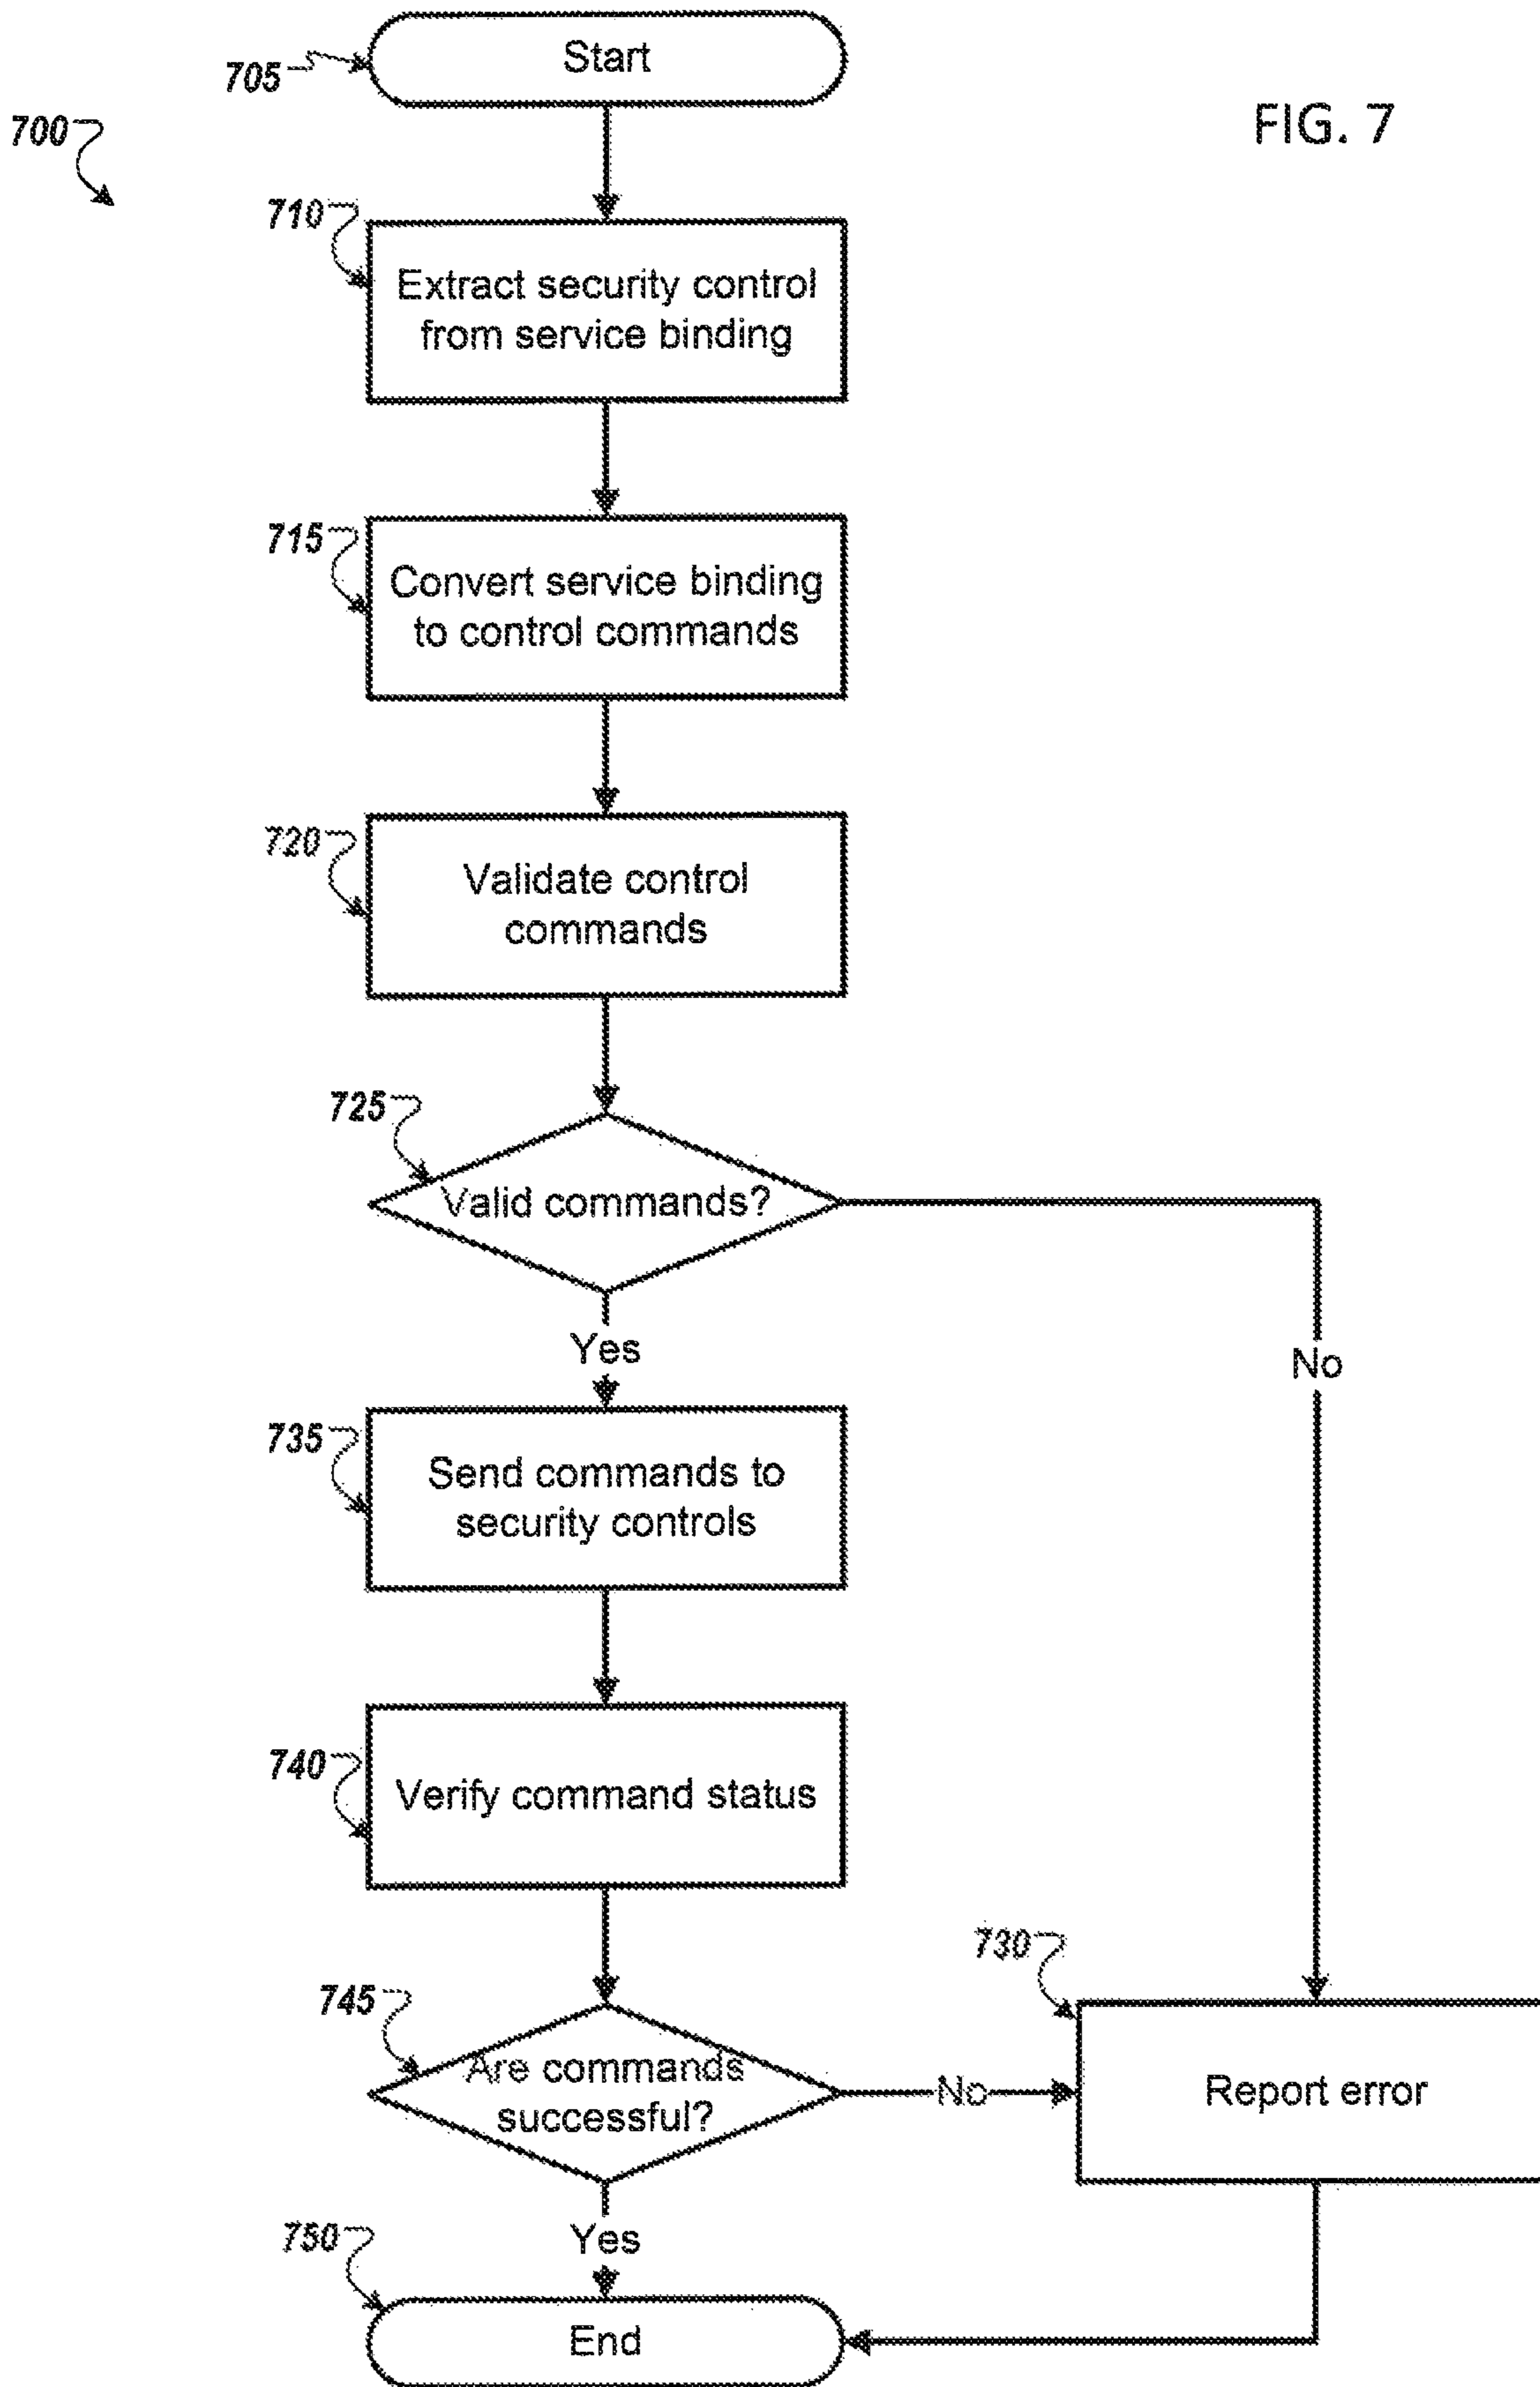 705
Start
700
FIG. 7
710
Extract security control
from service binding
715
Convert service binding
to control commands
720
Validate control
commands
725
Valid commands?
Yes
No
735
Send commands to
security controls
740
Verify command status
730
745
Are commands
successful?
No
Report error
Yes
750
End